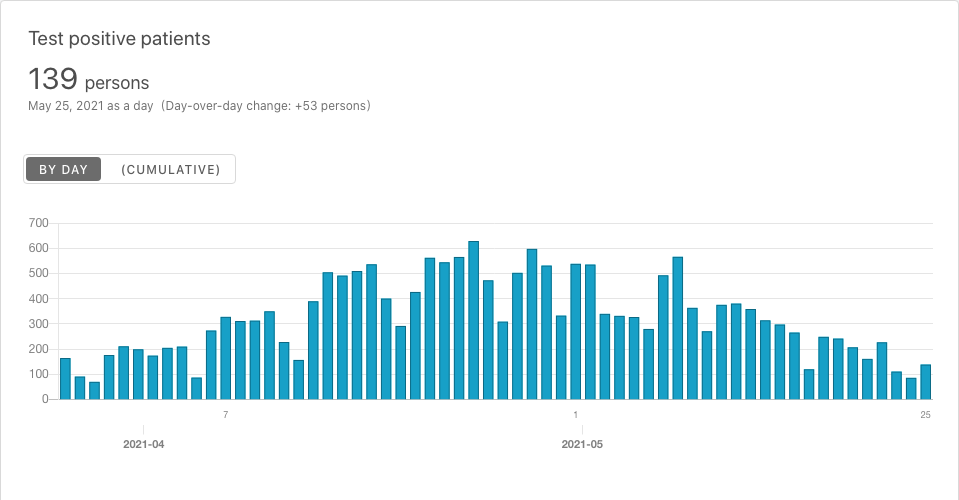 Test positive patients
139 persons
May 25, 2021 as a day (Day-over-day change: +53 persons)
BY DAY (CUMULATIVE)
700
600
500
400
300
200
100
0
7 1 25
2021-04 2021-05